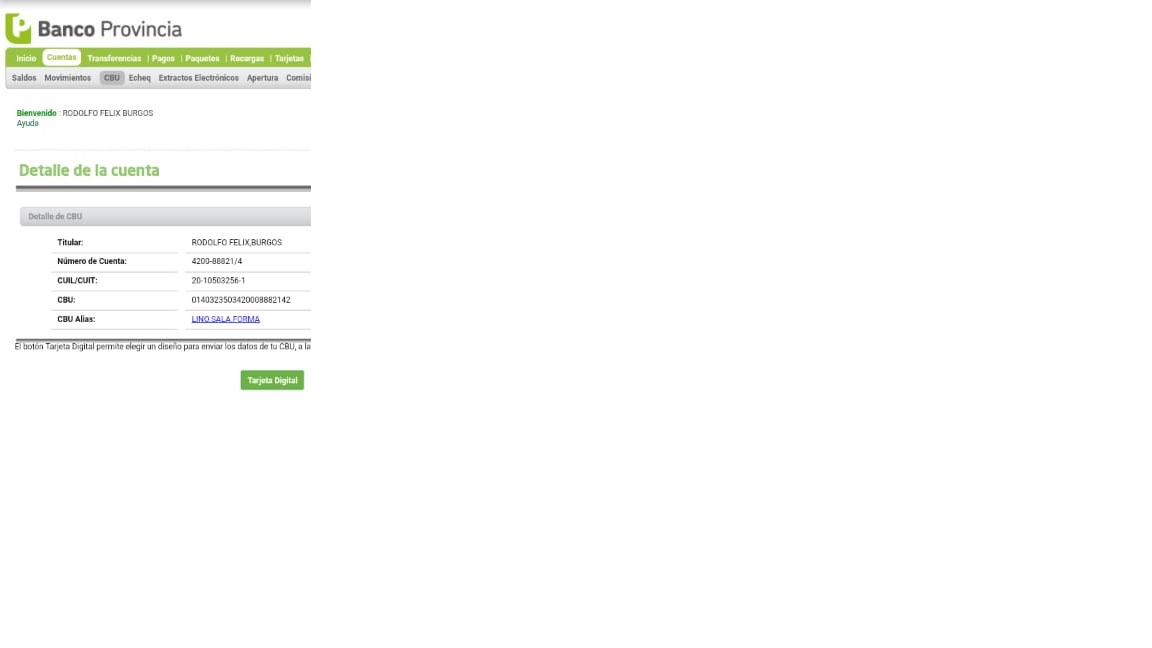 Banco Provincia
Inicio Cuentas Transferencias | Pagos | Paquetes | Recargas | Tarjetas
Saldos Movimientos CBU Echeq Extractos Electrónicos Apertura Comisi
Bienvenido : RODOLFO FELIX BURGOS
Ayuda
Detalle de la cuenta
Detalle de CBU
Titular: RODOLFO FELIX,BURGOS
Número de Cuenta: 4200-88821/4
CUIL/CUIT: 20-10503256-1
CBU: 0140323503420008882142
CBU Alias: LINO.SALA.FORMA
El botón Tarjeta Digital permite elegir un diseño para enviar los datos de tu CBU, a la
Tarjeta Digital